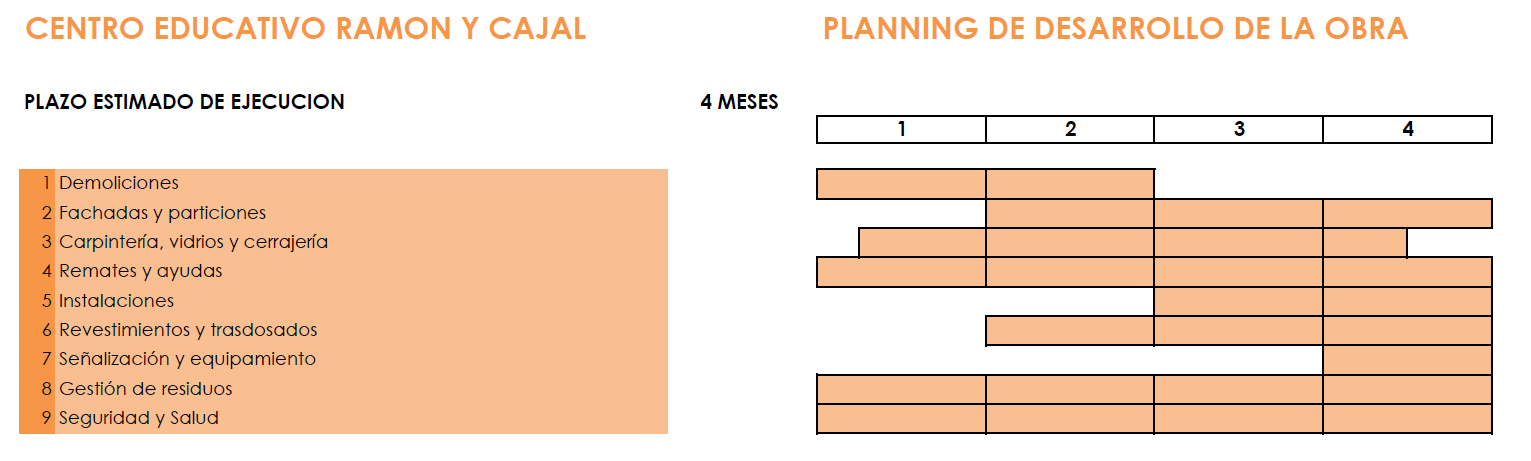 CENTRO EDUCATIVO RAMON Y CAJAL
PLANNING DE DESARROLLO DE LA OBRA
PLAZO ESTIMADO DE EJECUCION 4 MESES
1 2 3 4
1 Demoliciones
2 Fachadas y particiones
3 Carpintería, vidrios y cerrajería
4 Remates y ayudas
5 Instalaciones
6 Revestimientos y trasdosados
7 Señalización y equipamiento
8 Gestión de residuos
9 Seguridad y Salud